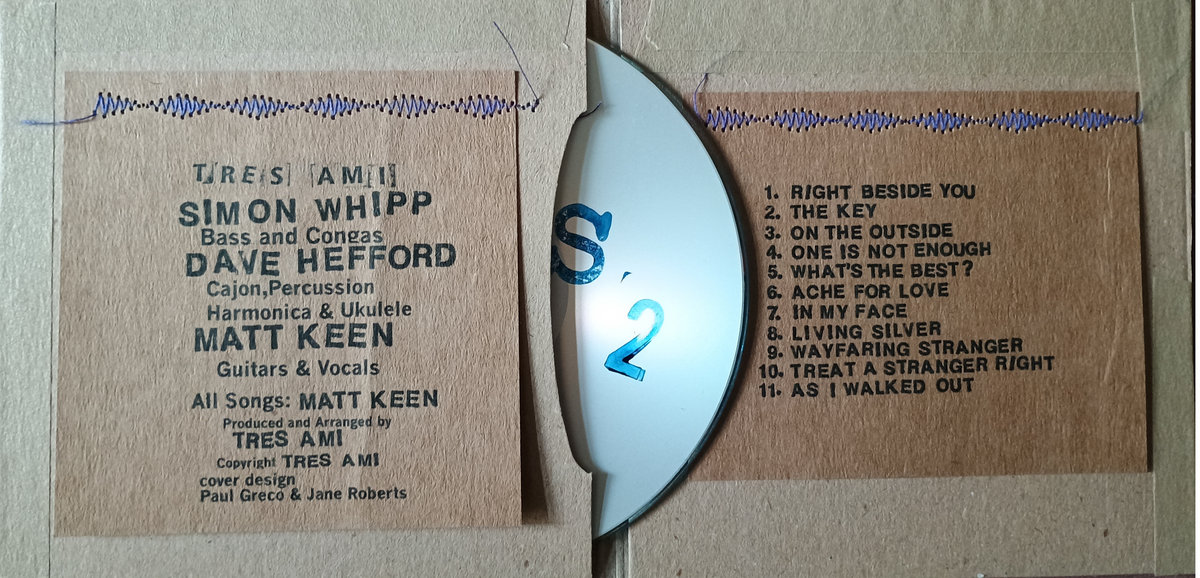 TRES AMI
SIMON WHIPP
Bass and Congas
DAVE HEFFORD
Cajon,Percussion
Harmonica & Ukulele
MATT KEEN
Guitars & Vocals
All Songs: MATT KEEN
Produced and Arranged by
TRES AMI
Copyright TRES AMI
cover design
Paul Greco & Jane Roberts
S
2
1. RIGHT BESIDE YOU
2. THE KEY
3. ON THE OUTSIDE
4. ONE IS NOT ENOUGH
5. WHAT'S THE BEST?
6. ACHE FOR LOVE
7. IN MY FACE
8. LIVING SILVER
9. WAYFARING STRANGER
10. TREAT A STRANGER RIGHT
11. AS I WALKED OUT